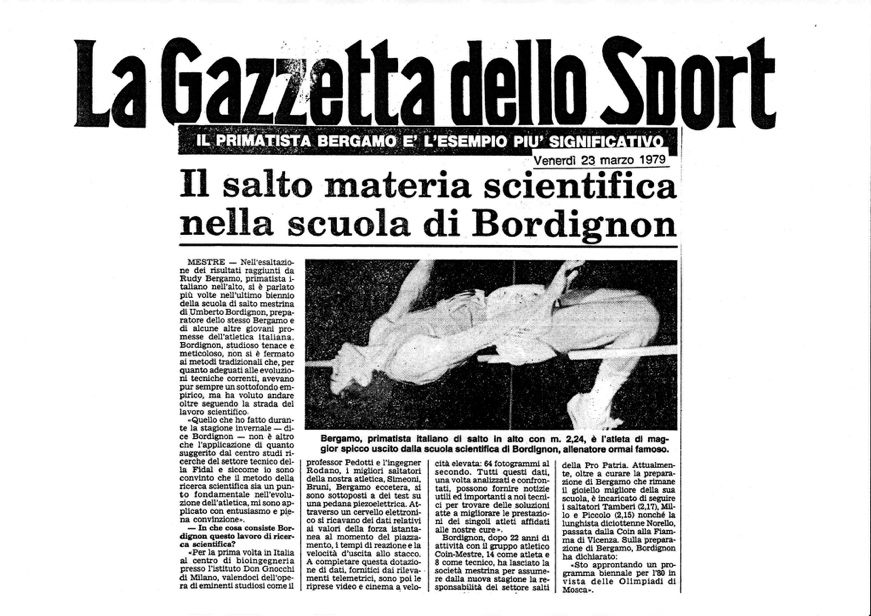 La Gazzetta dello Sport
IL PRIMATISTA BERGAMO E' L'ESEMPIO PIU' SIGNIFICATIVO
Venerdì 23 marzo 1979
Il salto materia scientifica
nella scuola di Bordignon
MESTRE — Nell'esaltazio-
ne dei risultati raggiunti da
Rudy Bergamo, primatista i-
taliano nell'alto, si è parlato
più volte nell'ultimo biennio
della scuola di salto mestrina
di Umberto Bordignon, prepa-
ratore dello stesso Bergamo e
di alcune altre giovani pro-
messe dell'atletica italiana.
Bordignon, studioso tenace e
meticoloso, non si è fermato
ai metodi tradizionali che, per
quanto adeguati alle evoluzio-
ni tecniche correnti, avevano
pur sempre un sottofondo em-
pirico, ma ha voluto andare
oltre seguendo la strada del
lavoro scientifico.
«Quello che ho fatto duran-
te la stagione invernale — di-
ce Bordignon — non è altro
che l'applicazione di quanto
suggerito dal centro studi ri-
cerche del settore tecnico del-
la Fidal e siccome io sono
convinto che il metodo della
ricerca scientifica sia un pun-
to fondamentale nell'evolu-
zione dell'atletica, mi sono ap-
plicato con entusiasmo e pie-
na convinzione».
— In che cosa consiste Bor-
dignon questo lavoro di ricer-
ca scientifica?
«Per la prima volta in Italia
al centro di bioingegneria
presso l'istituto Don Gnocchi
di Milano, valendoci dell'ope-
ra di eminenti studiosi come il
Bergamo, primatista italiano di salto in alto con m. 2,24, è l'atleta di mag-
gior spicco uscito dalla scuola scientifica di Bordignon, allenatore ormai famoso.
professor Pedotti e l'ingegner
Rodano, i migliori saltatori
della nostra atletica, Simeoni,
Bruni, Bergamo eccetera, si
sono sottoposti a dei test su
una pedana piezoelettrica. At-
traverso un cervello elettroni-
co si ricavano dei dati relativi
ai valori della forza istanta-
nea al momento del piazza-
mento, i tempi di reazione e la
velocità d'uscita allo stacco.
A completare questa dotazio-
ne di dati, fornitici dai rileva-
menti telemetrici, sono poi le
riprese video e cinema a velo-
cità elevata: 64 fotogrammi al
secondo. Tutti questi dati,
una volta analizzati e confron-
tati, possono fornire notizie
utili ed importanti a noi tecni-
ci per trovare delle soluzioni
atte a migliorare le prestazio-
ni dei singoli atleti affidati
alle nostre cure».
Bordignon, dopo 22 anni di
attività con il gruppo atletico
Coin-Mestre, 14 come atleta e
8 come tecnico, ha lasciato la
società mestrina per assume-
re dalla nuova stagione la re-
sponsabilità del settore salti
della Pro Patria. Attualmen-
te, oltre a curare la prepara-
zione di Bergamo che rimane
il gioiello migliore della sua
scuola, è incaricato di seguire
i saltatori Tamberi (2,17), Mil-
lo e Piccolo (2,15) nonchè la
lunghista diciottenne Norello,
passata dalla Coin alla Fiam-
ma di Vicenza. Sulla prepara-
zione di Bergamo, Bordignon
ha dichiarato:
«Sto approntando un pro-
gramma biennale per l'80 in
vista delle Olimpiadi di
Mosca».